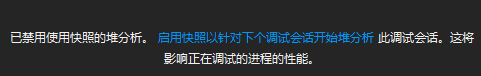 已禁用使用快照的堆分析。 启用快照以针对下个调试会话开始堆分析 此调试会话。这将
影响正在调试的进程的性能。